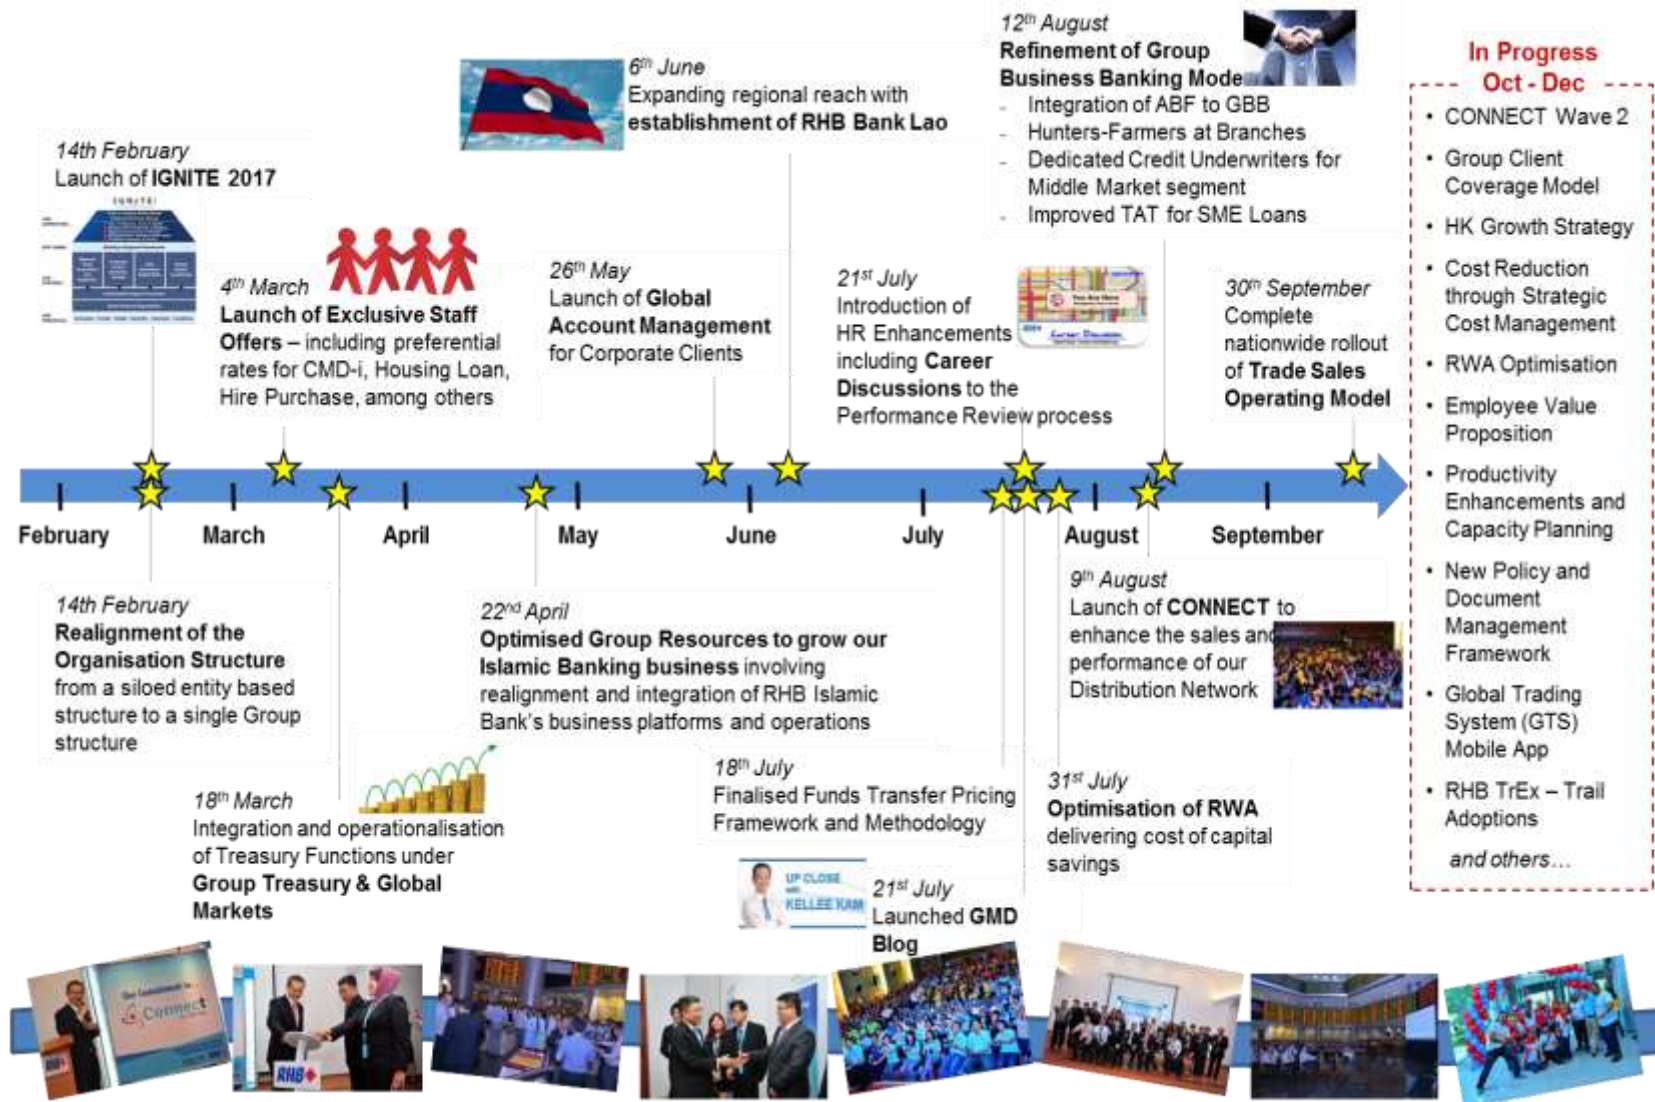 14th February
Launch of IGNITE 2017
IGNITE!
4th March
Launch of Exclusive Staff
Offers – including preferential
rates for CMD-i, Housing Loan,
Hire Purchase, among others
26th May
Launch of Global
Account Management
for Corporate Clients
6th June
Expanding regional reach with
establishment of RHB Bank Lao
21st July
Introduction of
HR Enhancements
including Career
Discussions to the
Performance Review process
You Are Here
Career Discussion
12th August
Refinement of Group
Business Banking Mode
- Integration of ABF to GBB
- Hunters-Farmers at Branches
- Dedicated Credit Underwriters for
Middle Market segment
- Improved TAT for SME Loans
30th September
Complete
nationwide rollout
of Trade Sales
Operating Model
February
March
April
May
June
July
August
September
14th February
Realignment of the
Organisation Structure
from a siloed entity based
structure to a single Group
structure
18th March
Integration and operationalisation
of Treasury Functions under
Group Treasury & Global
Markets
22nd April
Optimised Group Resources to grow our
Islamic Banking business involving
realignment and integration of RHB Islamic
Bank's business platforms and operations
18th July
Finalised Funds Transfer Pricing
Framework and Methodology
UP CLOSE
with
KELLEE KAM
21st July
Launched GMD
Blog
31st July
Optimisation of RWA
delivering cost of capital
savings
9th August
Launch of CONNECT to
enhance the sales and
performance of our
Distribution Network
In Progress
Oct - Dec
• CONNECT Wave 2
• Group Client
Coverage Model
• HK Growth Strategy
• Cost Reduction
through Strategic
Cost Management
• RWA Optimisation
• Employee Value
Proposition
• Productivity
Enhancements and
Capacity Planning
• New Policy and
Document
Management
Framework
• Global Trading
System (GTS)
Mobile App
• RHB TrEx – Trail
Adoptions
and others…
Our Commitment to
Connect
RHB